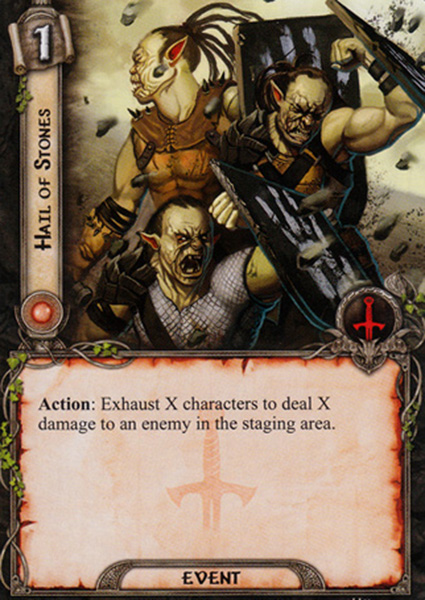 1
HAIL OF STONES
Action: Exhaust X characters to deal X
damage to an enemy in the staging area.
EVENT